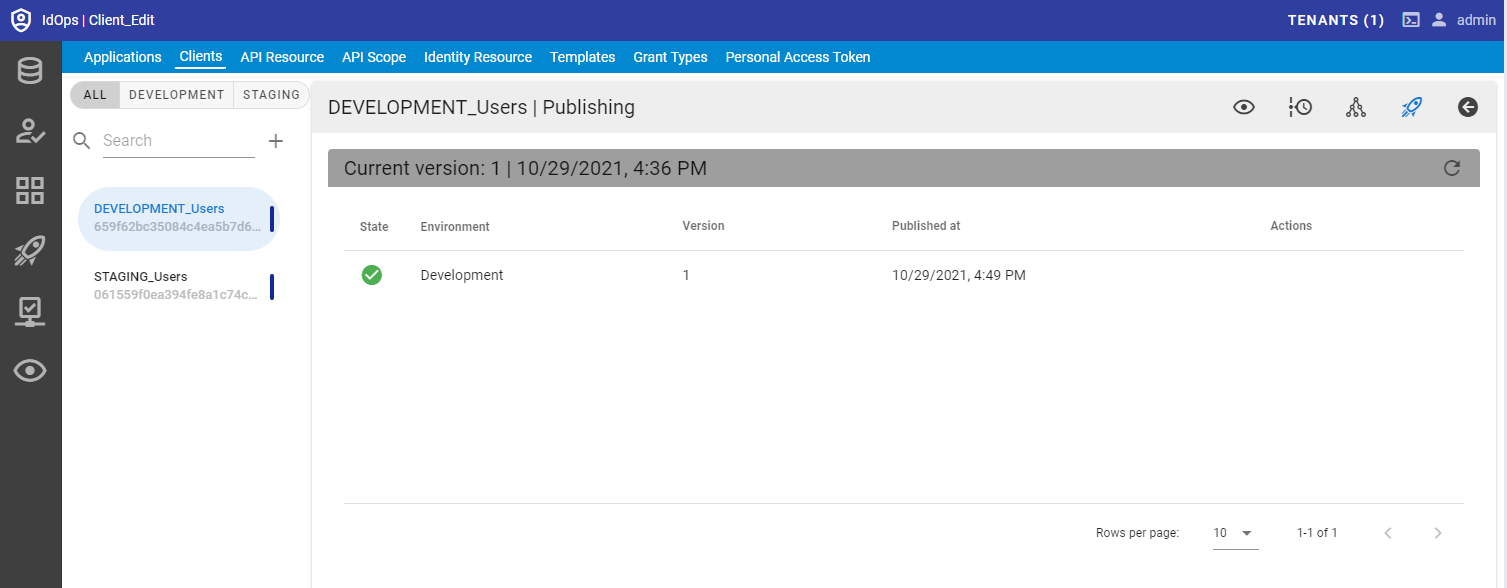 IdOps | Client_Edit
TENANTS (1) admin
Applications Clients API Resource API Scope Identity Resource Templates Grant Types Personal Access Token
ALL DEVELOPMENT STAGING
DEVELOPMENT_Users | Publishing
Search
Current version: 1 | 10/29/2021, 4:36 PM
DEVELOPMENT_Users
659f62bc35084c4ea5b7d6...
STAGING_Users
061559f0ea394fe8a1c74c...
State Environment Version Published at Actions
Development 1 10/29/2021, 4:49 PM
Rows per page: 10 1-1 of 1